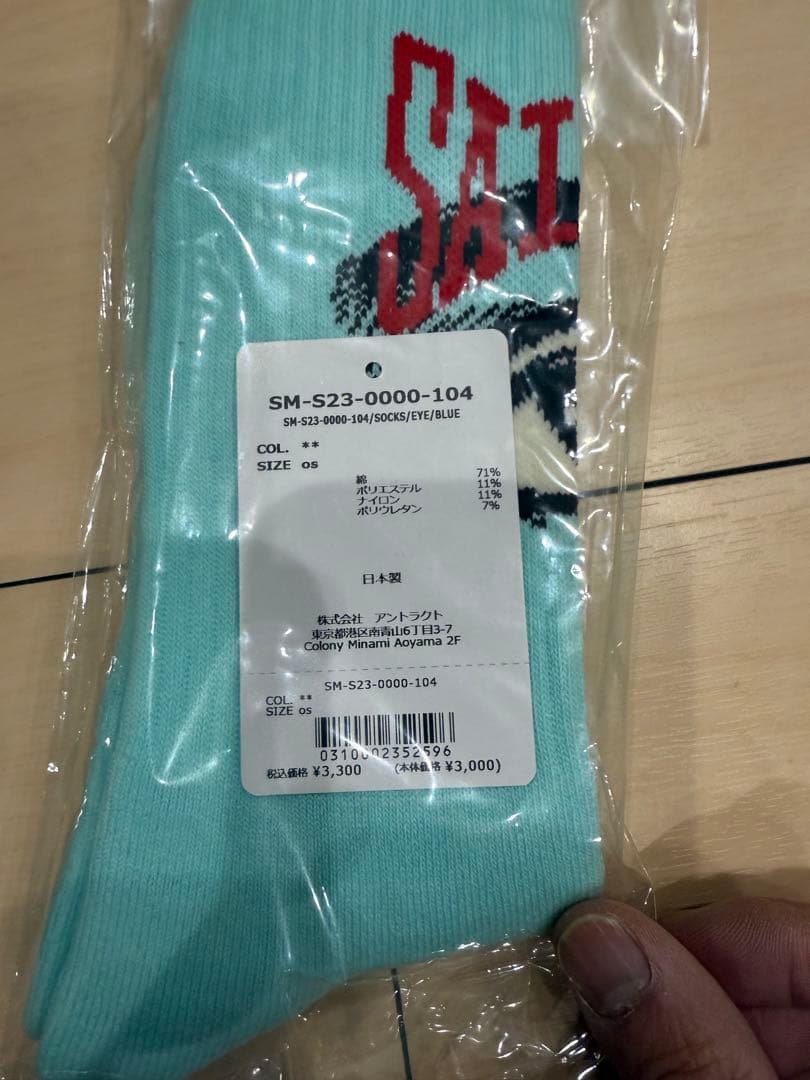 SAI
SM-S23-0000-104
SM-S23-0000-104/SOCKS/EYE/BLUE
COL. **
SIZE os
綿 71%
ポリエステル 11%
ナイロン 11%
ポリウレタン 7%
日本製
株式会社 アントラクト
東京都港区南青山6丁目3-7
Colony Minami Aoyama 2F
SM-S23-0000-104
COL. **
SIZE os
0310002352596
税込価格 ¥3,300 (本体価格 ¥3,000)